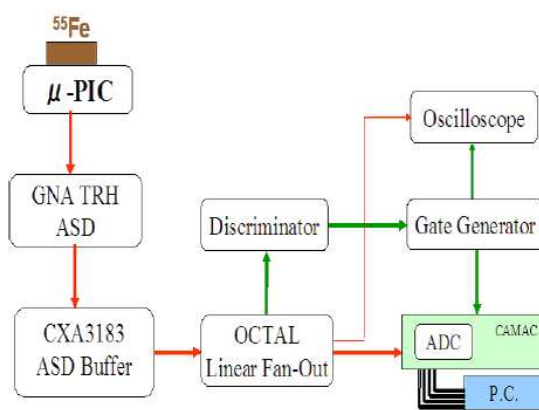 ⁵⁵Fe
μ-PIC
GNA TRH
ASD
CXA3183
ASD Buffer
OCTAL
Linear Fan-Out
Discriminator
Oscilloscope
Gate Generator
CAMAC
ADC
P.C.